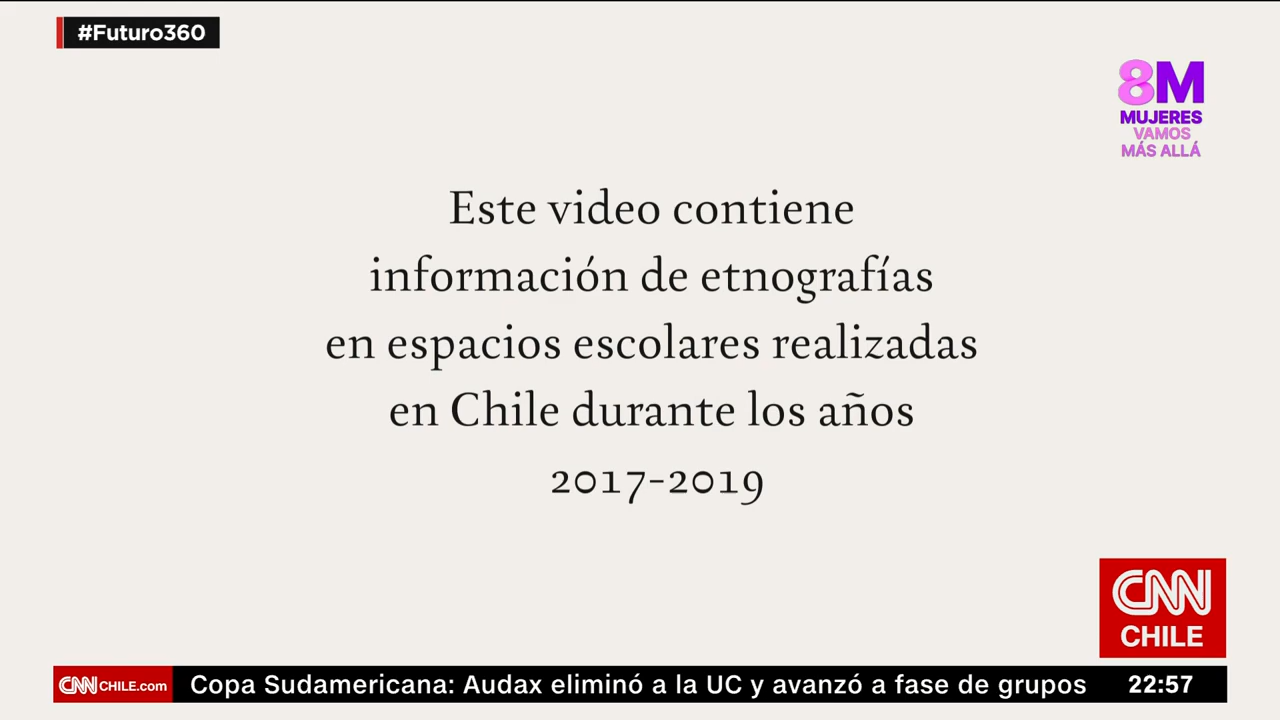 #Futuro360
8M
MUJERES
VAMOS
MÁS ALLÁ
Este video contiene
información de etnografías
en espacios escolares realizadas
en Chile durante los años
2017-2019
CNN
CHILE
CNN CHILE.com Copa Sudamericana: Audax eliminó a la UC y avanzó a fase de grupos 22:57